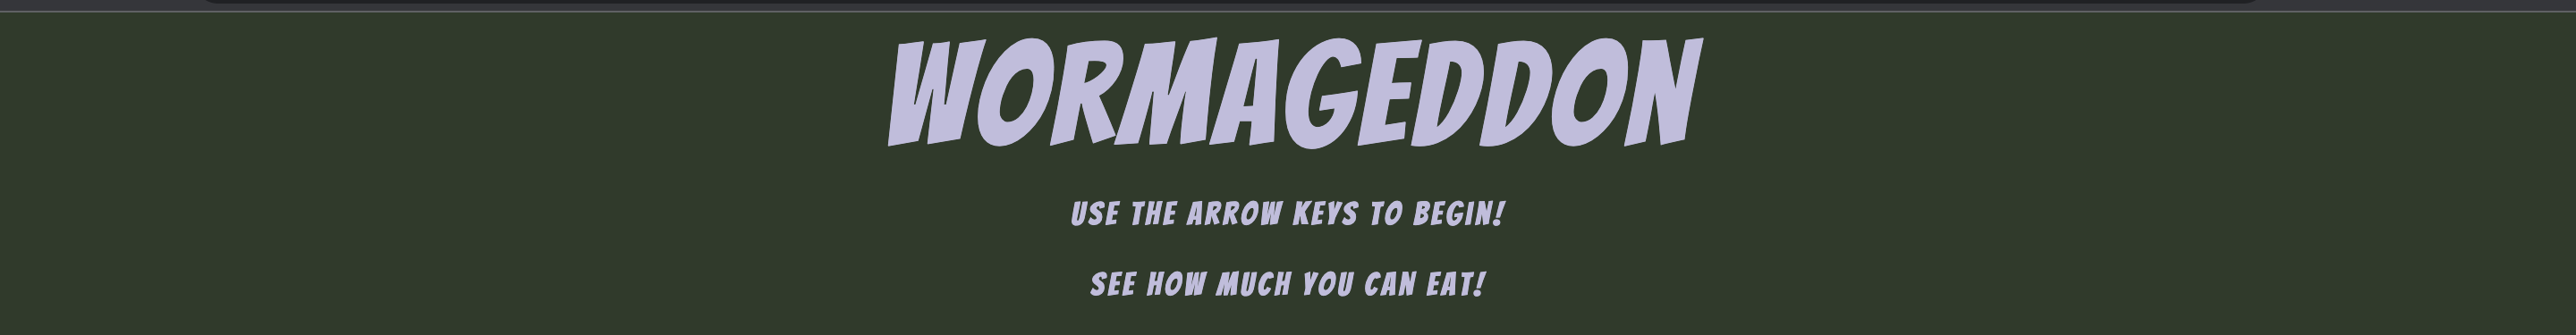 WORMAGEDDON
USE THE ARROW KEYS TO BEGIN!
SEE HOW MUCH YOU CAN EAT!